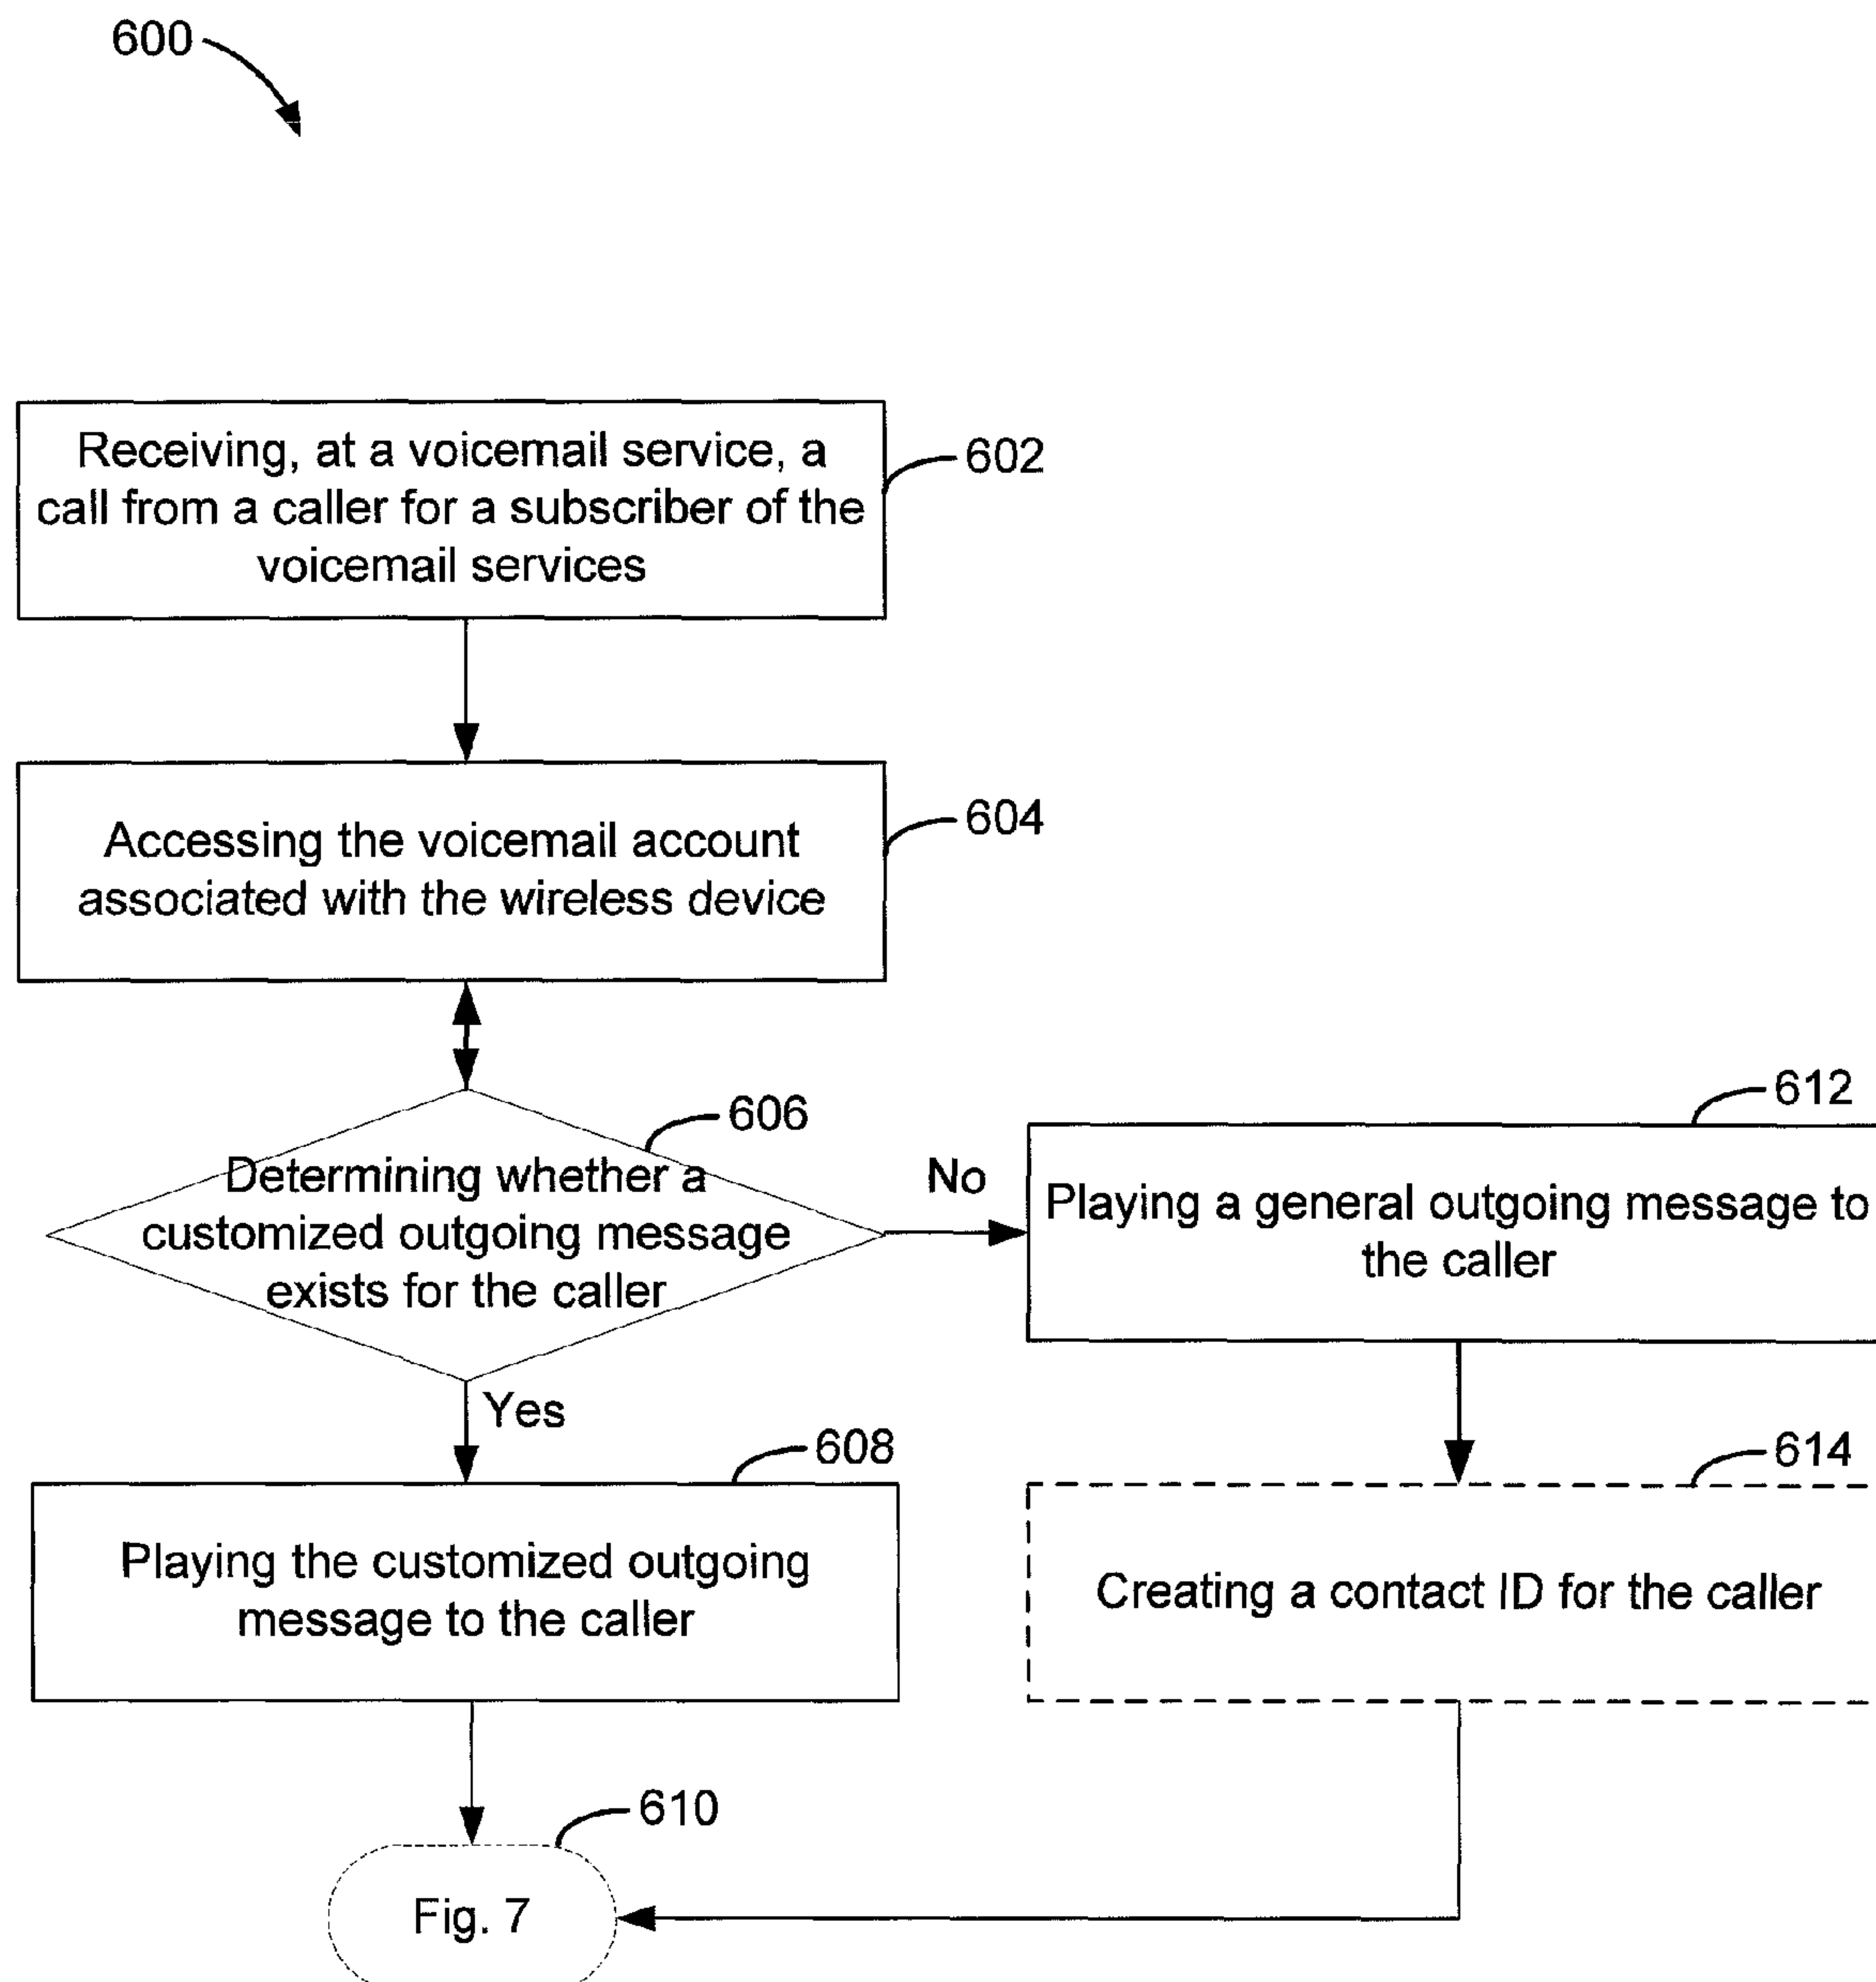 600
Receiving, at a voicemail service, a
call from a caller for a subscriber of the
voicemail services
602
Accessing the voicemail account
associated with the wireless device
604
606
Determining whether a
customized outgoing message
exists for the caller
No
612
Playing a general outgoing message to
the caller
Yes
608
Playing the customized outgoing
message to the caller
614
Creating a contact ID for the caller
610
Fig. 7